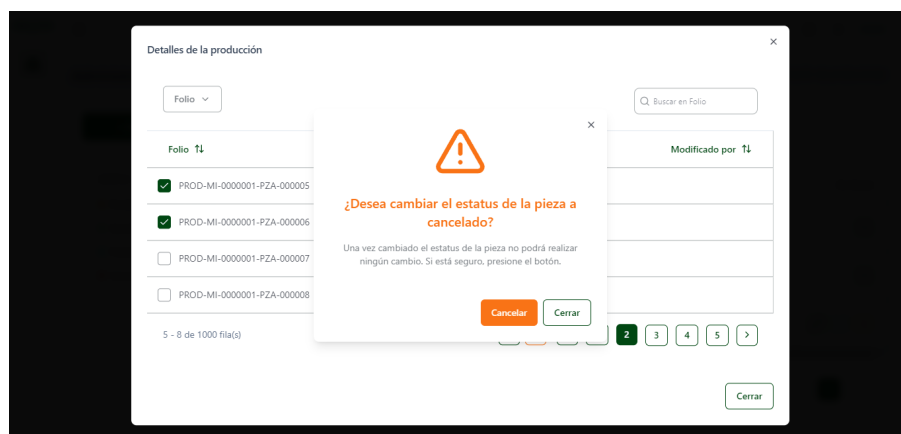 Detalles de la producción
Folio
Buscar en Folio
Folio
Modificado por
PROD-MI-0000001-PZA-000005
PROD-MI-0000001-PZA-000006
PROD-MI-0000001-PZA-000007
PROD-MI-0000001-PZA-000008
¿Desea cambiar el estatus de la pieza a
cancelado?
Una vez cambiado el estatus de la pieza no podrá realizar
ningún cambio. Si está seguro, presione el botón.
Cancelar Cerrar
5 - 8 de 1000 fila(s)
2 3 4 5
Cerrar